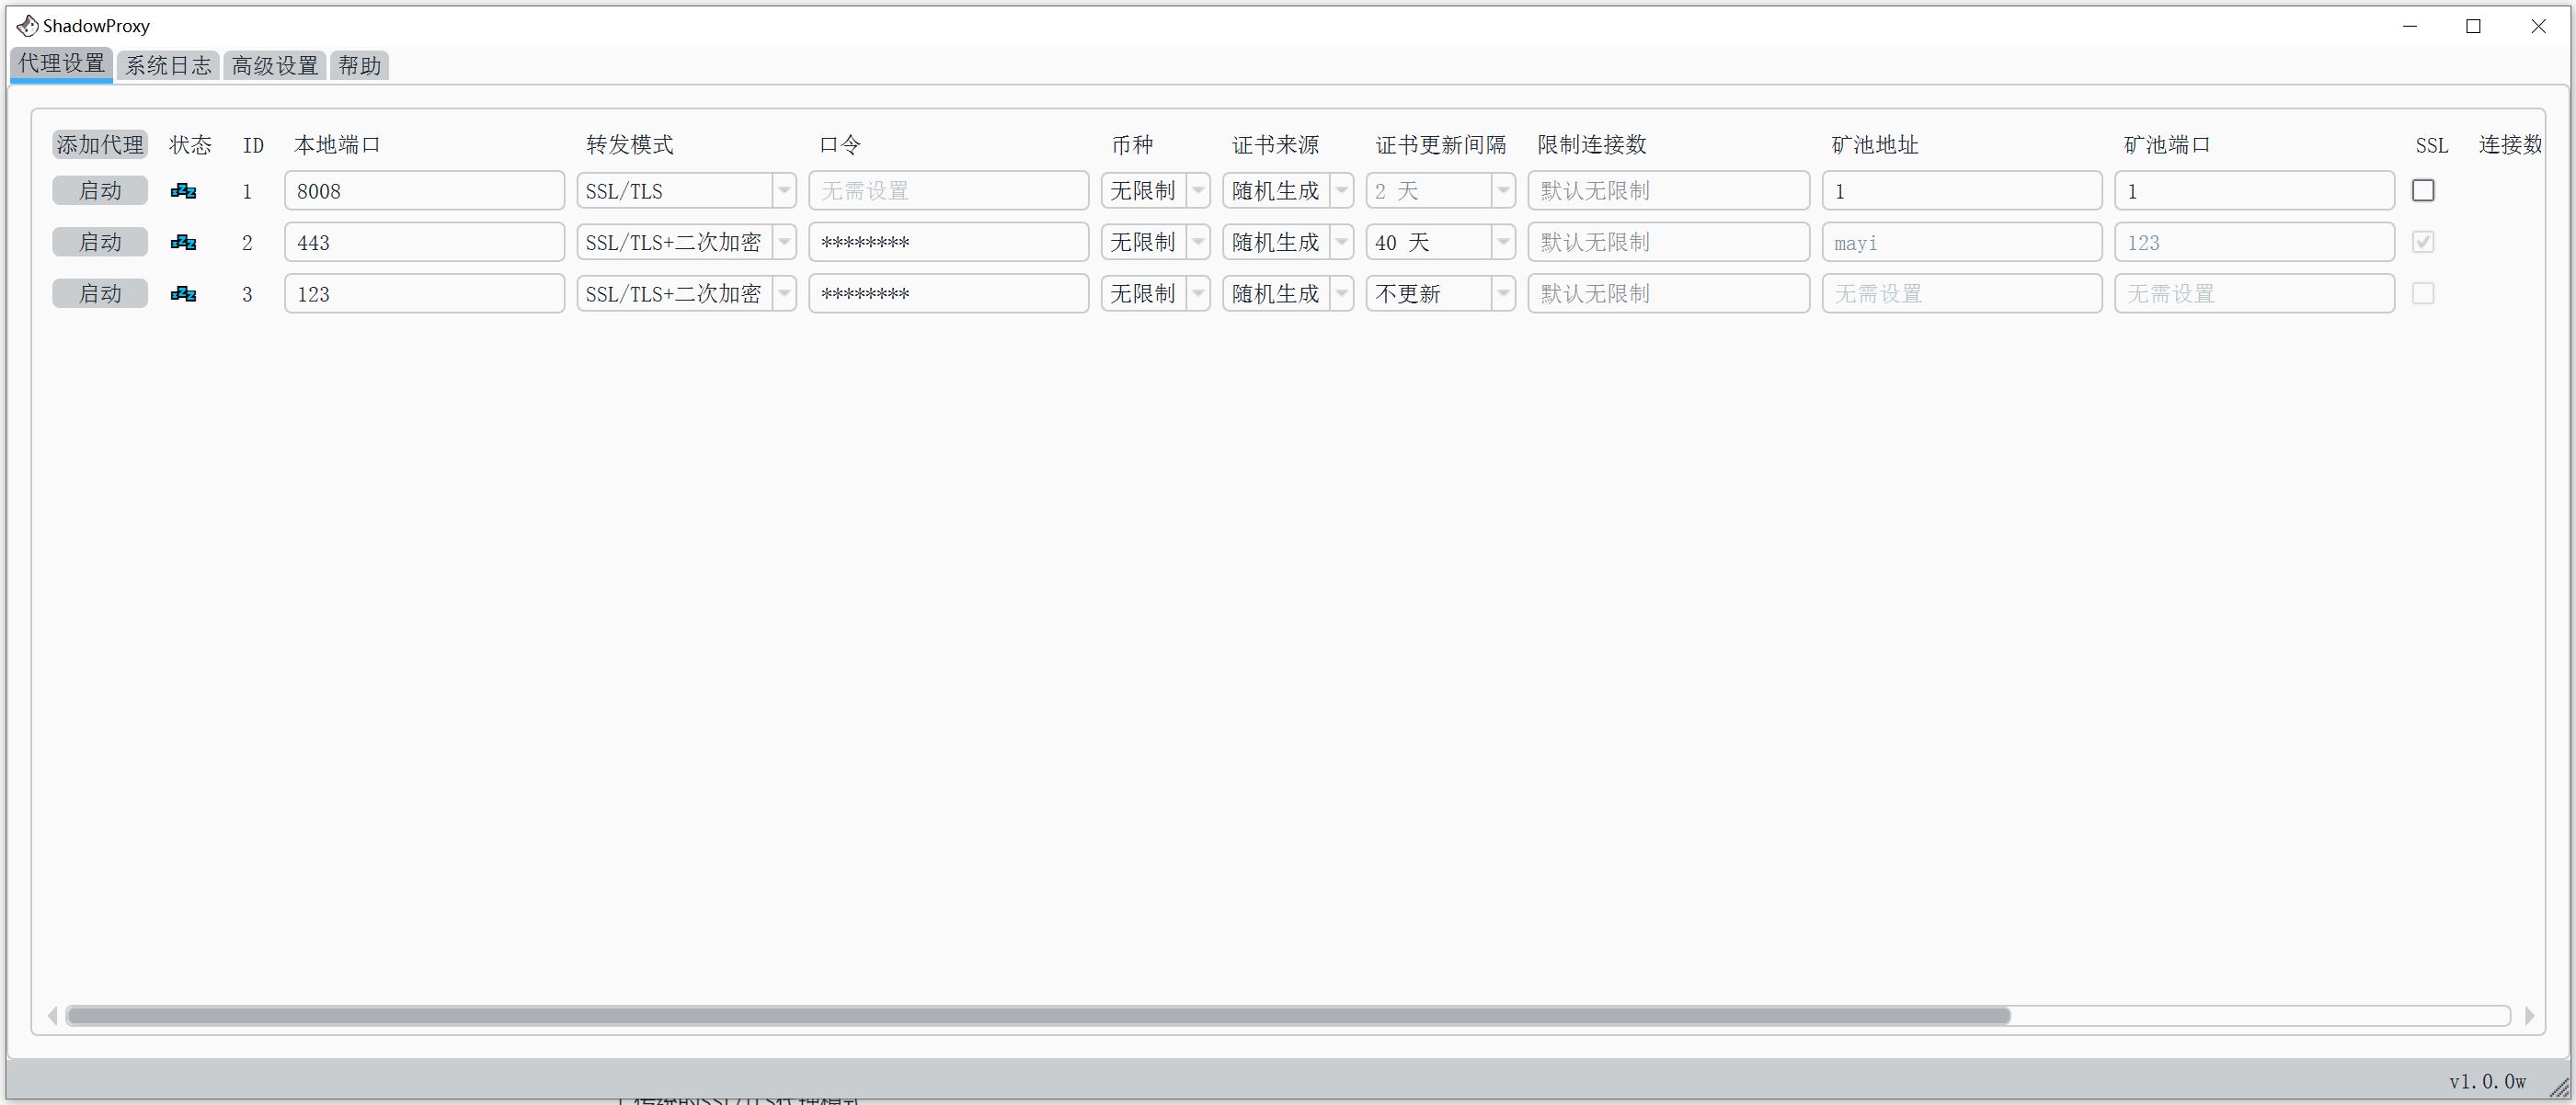 ShadowProxy
代理设置 系统日志 高级设置 帮助
添加代理 状态 ID 本地端口 转发模式 口令 币种 证书来源 证书更新间隔 限制连接数 矿池地址 矿池端口 SSL 连接数
启动 zzz 1 8008 SSL/TLS 无需设置 无限制 随机生成 2 天 默认无限制 1 1
启动 zzz 2 443 SSL/TLS+二次加密 ******** 无限制 随机生成 40 天 默认无限制 mayi 123
启动 zzz 3 123 SSL/TLS+二次加密 ******** 无限制 随机生成 不更新 默认无限制 无需设置 无需设置
v1.0.0w